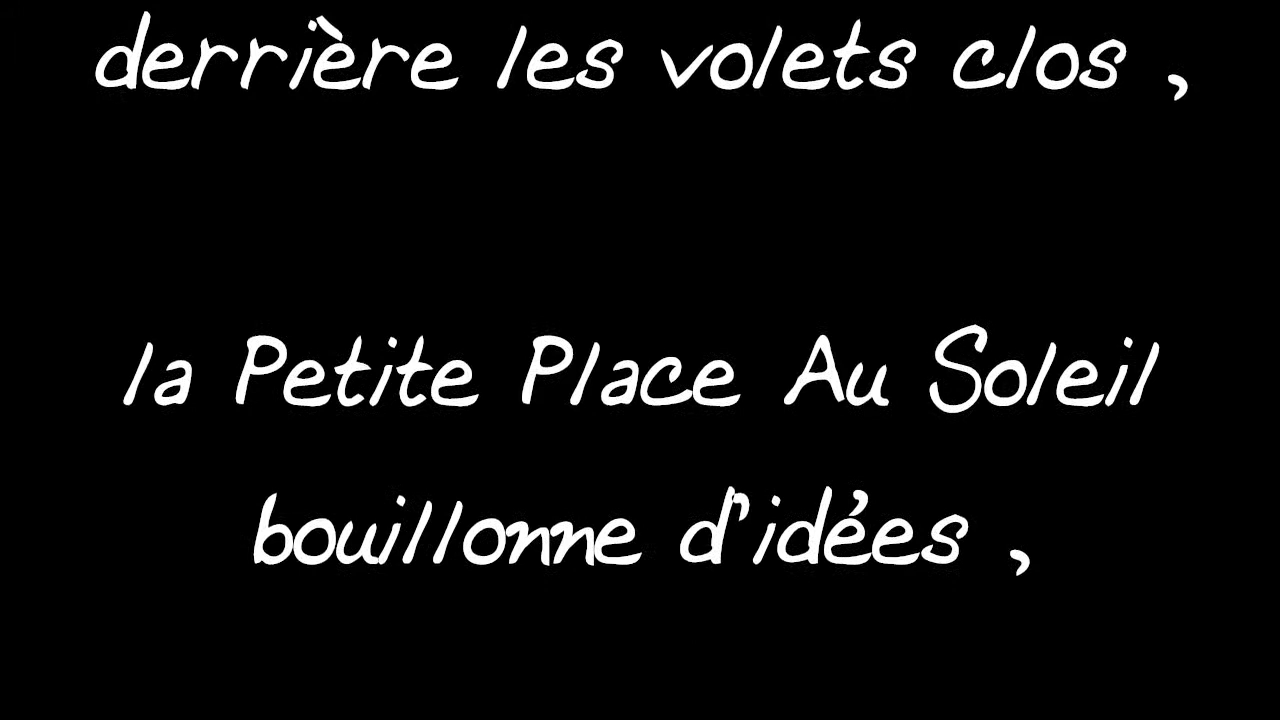 derrière les volets clos ,
la Petite Place Au Soleil
bouillonne d'idées ,